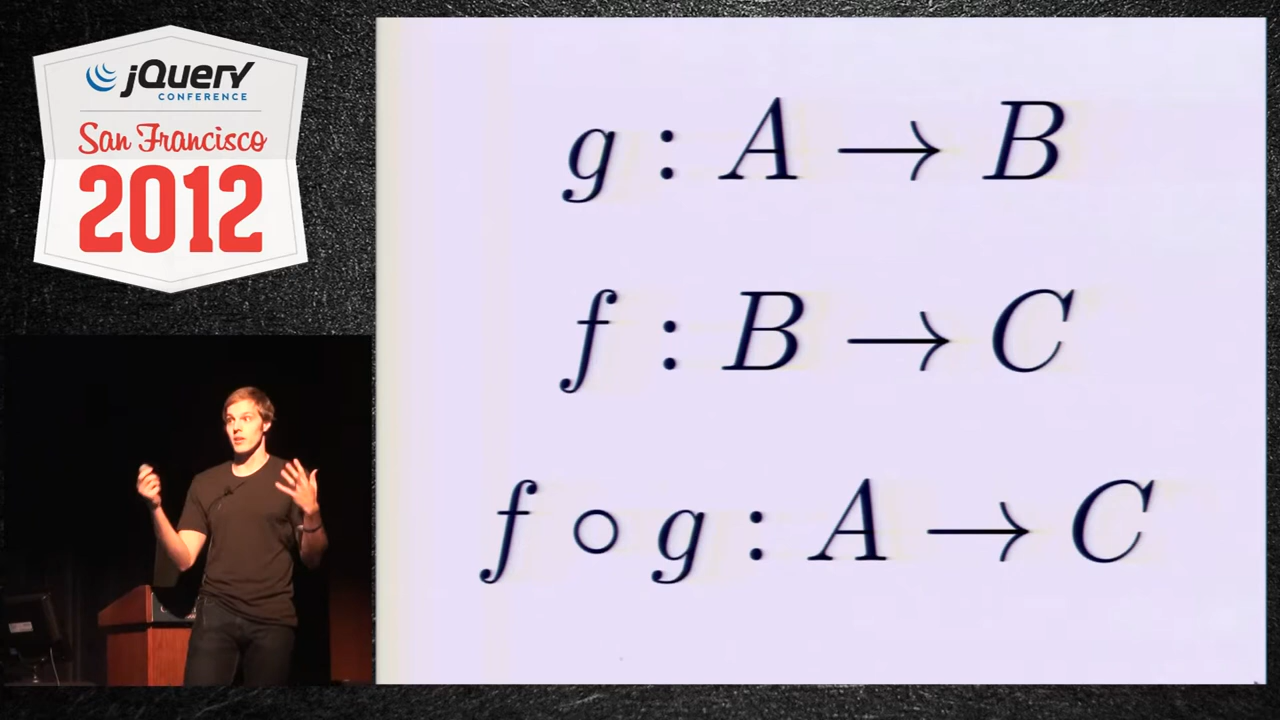 jQuery
CONFERENCE
San Francisco
2012
g : A → B
f : B → C
f ∘ g : A → C